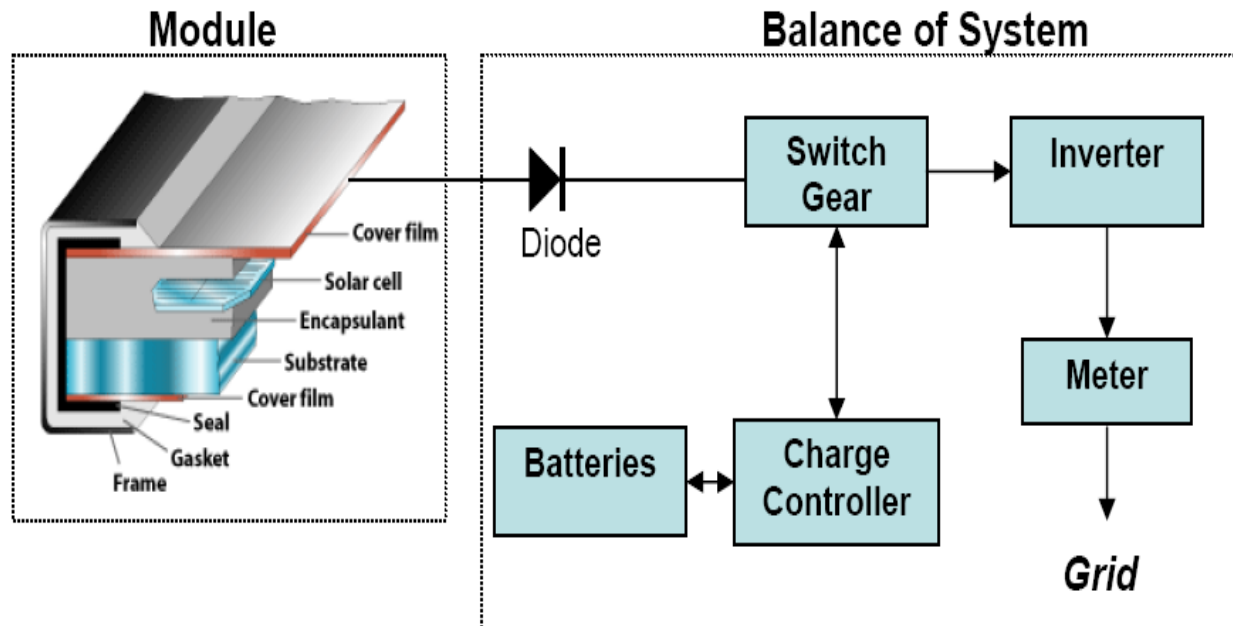 Module
Cover film
Solar cell
Encapsulant
Substrate
Cover film
Seal
Gasket
Frame
Balance of System
Diode
Switch
Gear
Inverter
Meter
Batteries
Charge
Controller
Grid